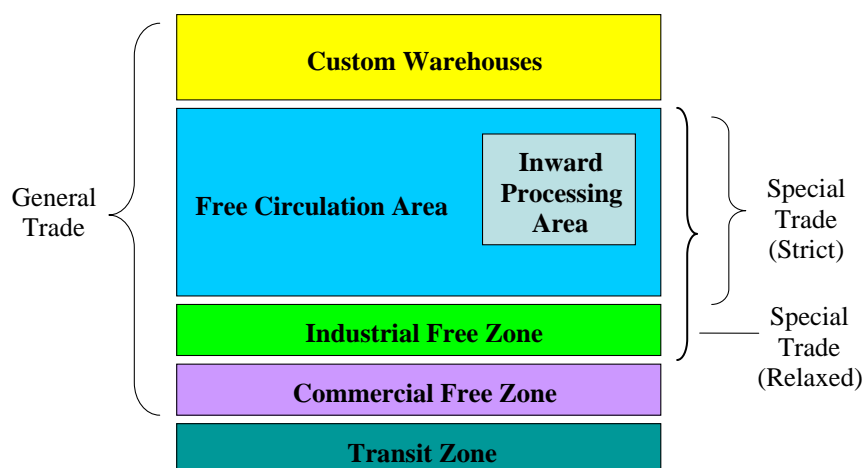 Custom Warehouses
General
Trade
Free Circulation Area
Inward
Processing
Area
Special
Trade
(Strict)
Industrial Free Zone
Special
Trade
(Relaxed)
Commercial Free Zone
Transit Zone